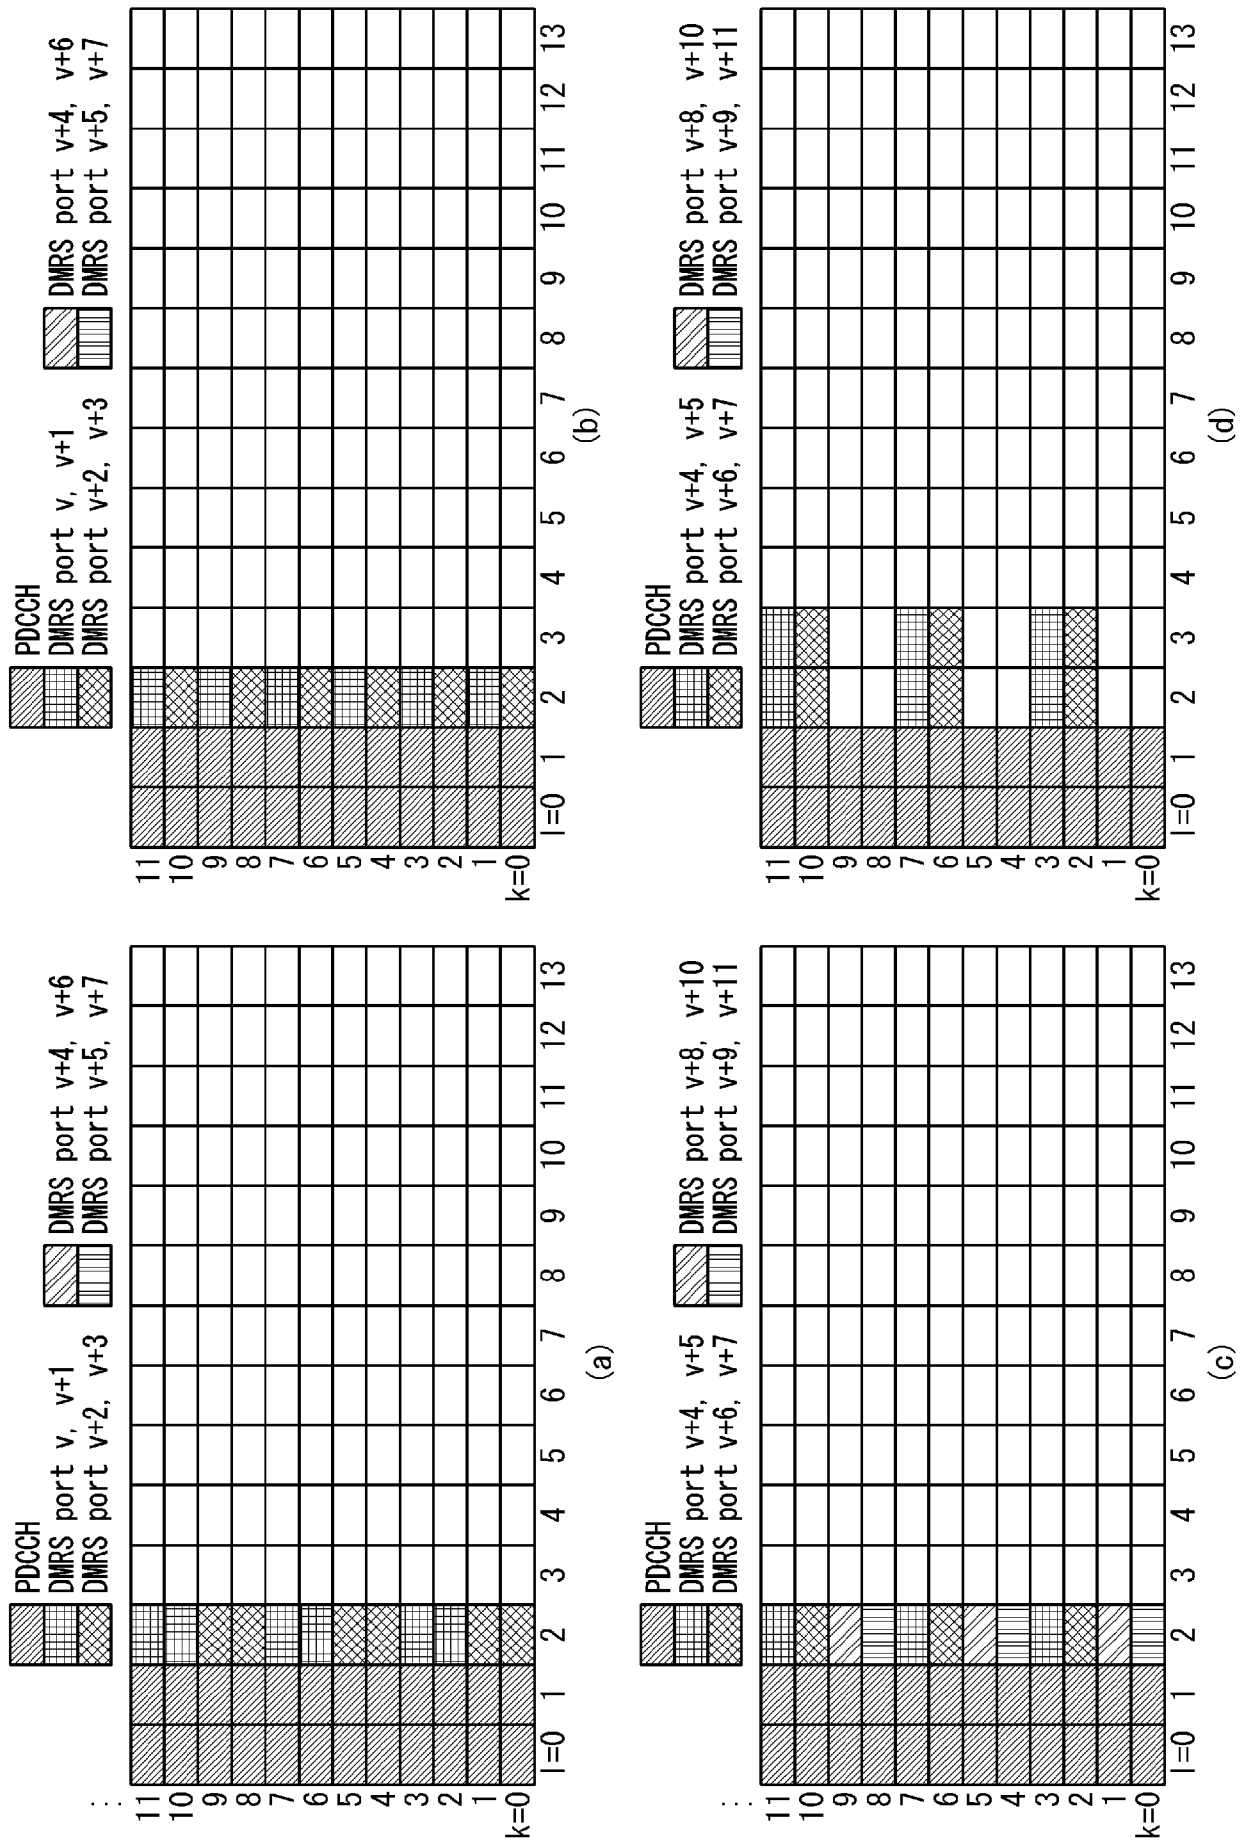 PDCCH
DMRS port v, v+1
DMRS port v+2, v+3
DMRS port v+4, v+6
DMRS port v+5, v+7
:
11
10
9
8
7
6
5
4
3
2
1
k=0
l=0 1 2 3 4 5 6 7 8 9 10 11 12 13
(a)
PDCCH
DMRS port v, v+1
DMRS port v+2, v+3
DMRS port v+4, v+6
DMRS port v+5, v+7
11
10
9
8
7
6
5
4
3
2
1
k=0
l=0 1 2 3 4 5 6 7 8 9 10 11 12 13
(b)
PDCCH
DMRS port v+4, v+5
DMRS port v+6, v+7
DMRS port v+8, v+10
DMRS port v+9, v+11
:
11
10
9
8
7
6
5
4
3
2
1
k=0
l=0 1 2 3 4 5 6 7 8 9 10 11 12 13
(c)
PDCCH
DMRS port v+4, v+5
DMRS port v+6, v+7
DMRS port v+8, v+10
DMRS port v+9, v+11
11
10
9
8
7
6
5
4
3
2
1
k=0
l=0 1 2 3 4 5 6 7 8 9 10 11 12 13
(d)